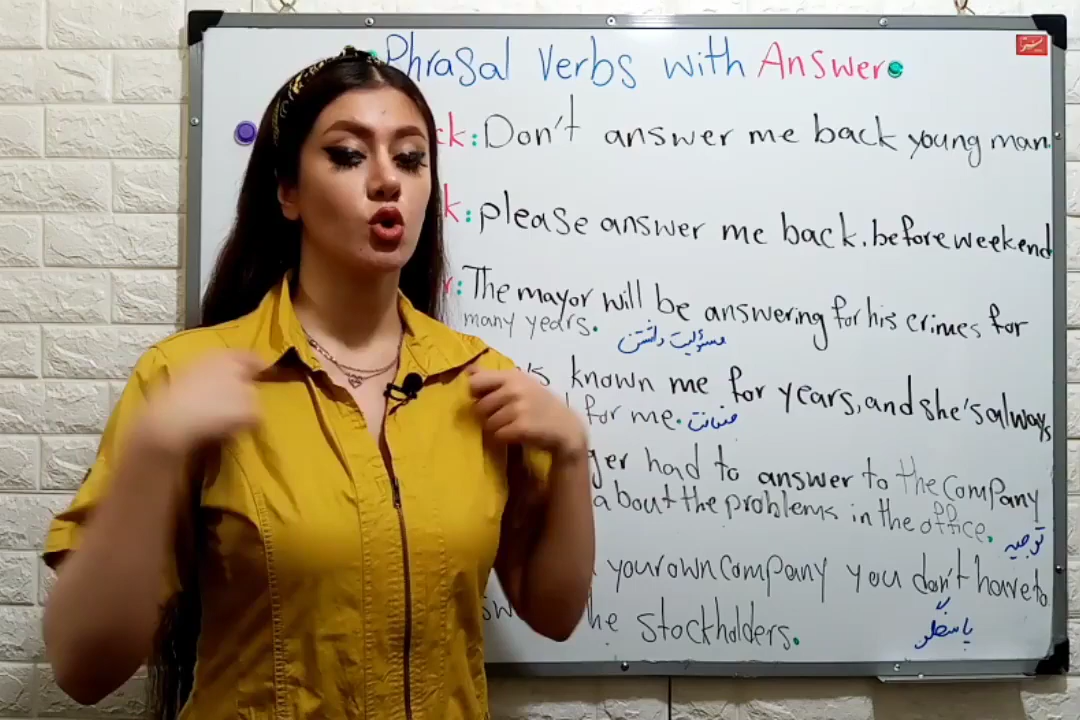 Phrasal Verbs with Answer
ck: Don't answer me back young man.
k: please answer me back. before weekend
r: The mayor will be answering for his crimes for
many years. مسئولیت داشتن
's known me for years, and she's always
for me. ضمانت
ger had to answer to the Company
about the problems in the office. توجیه
your own Company you don't have to
sw he stockholders. پاسخگو